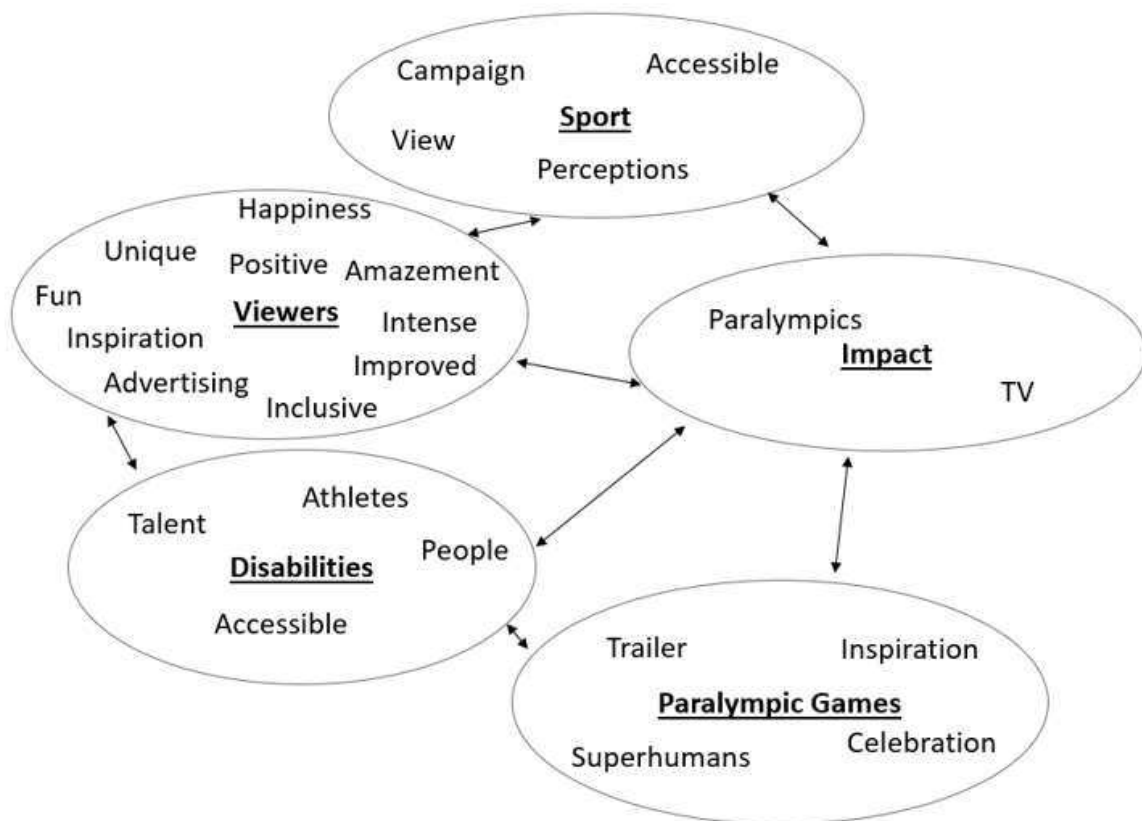 Campaign
Accessible
Sport
View
Perceptions
Happiness
Unique
Positive
Amazement
Fun
Viewers
Intense
Inspiration
Improved
Advertising
Inclusive
Paralympics
Impact
TV
Athletes
Talent
People
Disabilities
Accessible
Trailer
Inspiration
Paralympic Games
Superhumans
Celebration